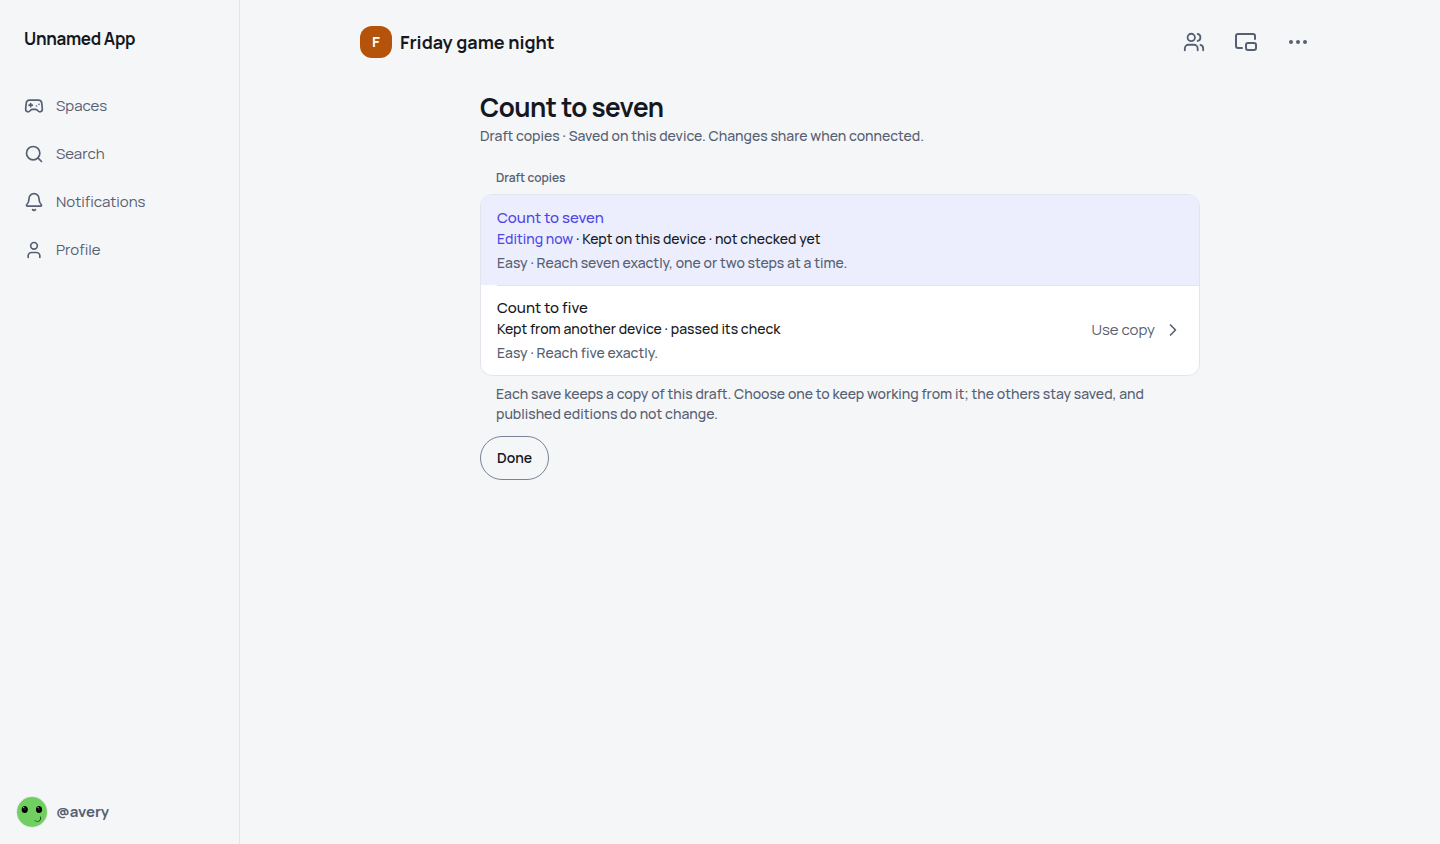 Unnamed App
Spaces
Search
Notifications
Profile
@avery
F Friday game night
Count to seven
Draft copies · Saved on this device. Changes share when connected.
Draft copies
Count to seven
Editing now · Kept on this device · not checked yet
Easy · Reach seven exactly, one or two steps at a time.
Count to five
Kept from another device · passed its check
Easy · Reach five exactly.
Use copy
Each save keeps a copy of this draft. Choose one to keep working from it; the others stay saved, and
published editions do not change.
Done